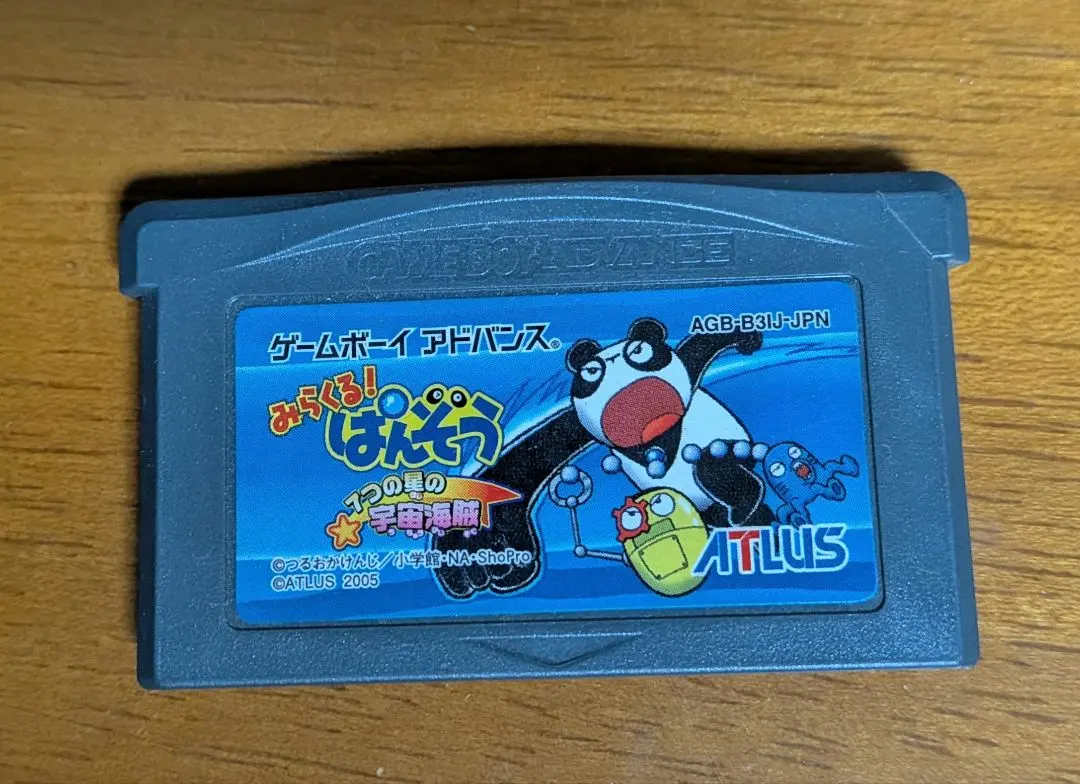 GAME BOY ADVANCE
ゲームボーイ アドバンス®
AGB-B3IJ-JPN
みらくる!
ぱんぞう
7つの星の
宇宙海賊
©つるおかけんじ/小学館・NA・ShoPro
©ATLUS 2005
ATLUS